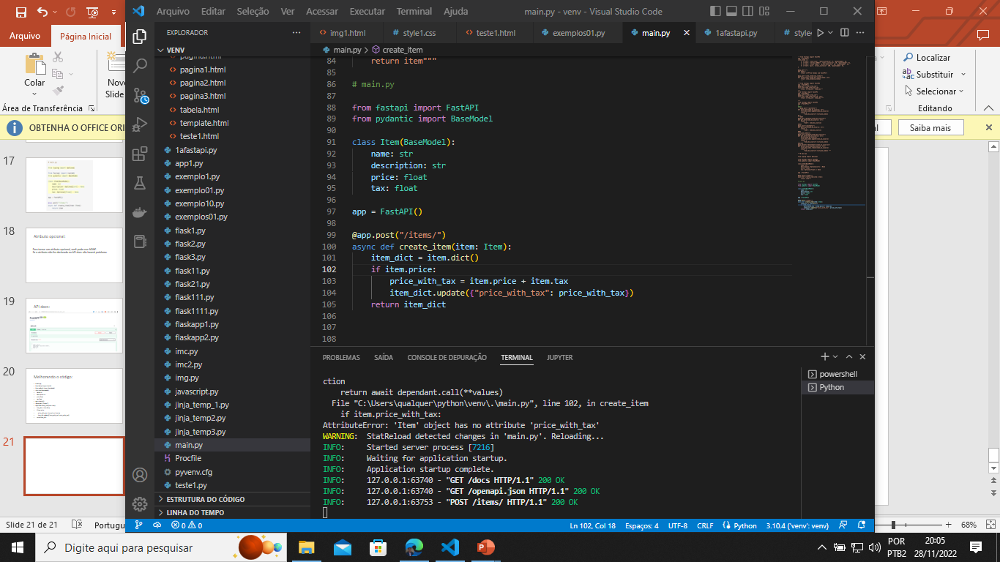 Arquivo Editar Seleção Ver Acessar Executar Terminal Ajuda
main.py - venv - Visual Studio Code
Arquivo
Página Inicial
Colar
Novo
Slide
Área de Transferência
OBTENHA O OFFICE ORI
17
18
Atributo opcional:
19
API docs:
20
Melhorando o código:
21
Slide 21 de 21
Portugu
EXPLORADOR
VENV
pagina.html
pagina1.html
pagina2.html
pagina3.html
tabela.html
template.html
teste1.html
1afastapi.py
app1.py
exemplo1.py
exemplo01.py
exemplo10.py
exemplos01.py
flask1.py
flask2.py
flask3.py
flask11.py
flask21.py
flask111.py
flask1111.py
flaskapp1.py
flaskapp2.py
imc.py
imc2.py
img.py
javascript.py
jinja_temp_1.py
jinja_temp2.py
jinja_temp3.py
main.py
Procfile
pyvenv.cfg
teste1.py
ESTRUTURA DO CÓDIGO
LINHA DO TEMPO
img1.html
style1.css
teste1.html
exemplos01.py
main.py
1afastapi.py
style
main.py > create_item
84 return item"""
85
86 # main.py
87
88 from fastapi import FastAPI
89 from pydantic import BaseModel
90
91 class Item(BaseModel):
92 name: str
93 description: str
94 price: float
95 tax: float
96
97 app = FastAPI()
98
99 @app.post("/items/")
100 async def create_item(item: Item):
101 item_dict = item.dict()
102 if item.price:
103 price_with_tax = item.price + item.tax
104 item_dict.update({"price_with_tax": price_with_tax})
105 return item_dict
106
107
108
PROBLEMAS SAÍDA CONSOLE DE DEPURAÇÃO TERMINAL JUPYTER
ction
return await dependant.call(**values)
File "C:\Users\qualquer\python\venv\.\main.py", line 102, in create_item
if item.price_with_tax:
AttributeError: 'Item' object has no attribute 'price_with_tax'
WARNING: StatReload detected changes in 'main.py'. Reloading...
INFO: Started server process [7216]
INFO: Waiting for application startup.
INFO: Application startup complete.
INFO: 127.0.0.1:63740 - "GET /docs HTTP/1.1" 200 OK
INFO: 127.0.0.1:63740 - "GET /openapi.json HTTP/1.1" 200 OK
INFO: 127.0.0.1:63753 - "POST /items/ HTTP/1.1" 200 OK
powershell
Python
0 0
Ln 102, Col 18 Espaços: 4 UTF-8 CRLF Python 3.10.4 ('venv': venv)
Localizar
Substituir
Selecionar
Editando
Saiba mais
68%
Digite aqui para pesquisar
POR
PTB2
20:05
28/11/2022